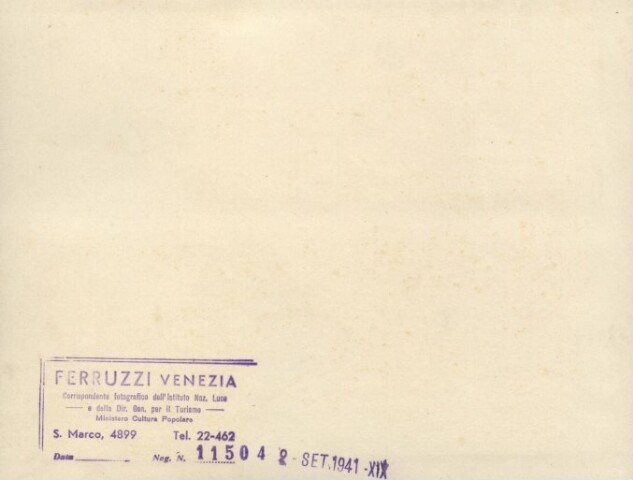 FERRUZZI VENEZIA
Corrispondente fotografico dell'Istituto Naz. Luce
e della Dir. Gen. per il Turismo
Ministero Cultura Popolare
S. Marco, 4899 Tel. 22-462
Data Neg. N. 11504 2 - SET.1941 -XIX